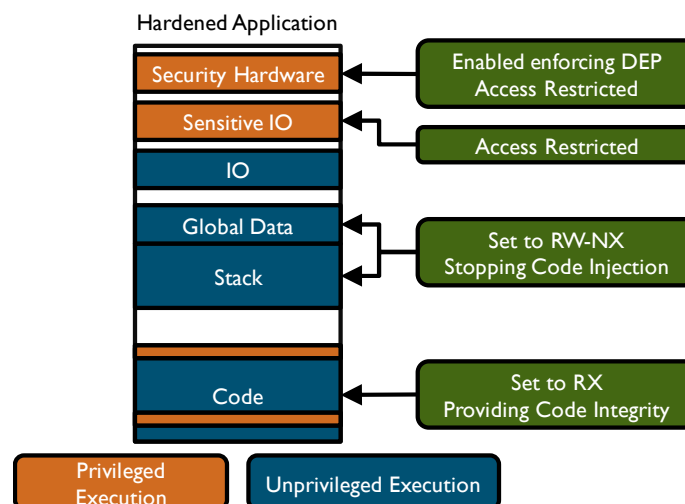 Hardened Application
Security Hardware
Enabled enforcing DEP
Access Restricted
Sensitive IO
Access Restricted
IO
Global Data
Stack
Set to RW-NX
Stopping Code Injection
Code
Set to RX
Providing Code Integrity
Privileged
Execution
Unprivileged Execution